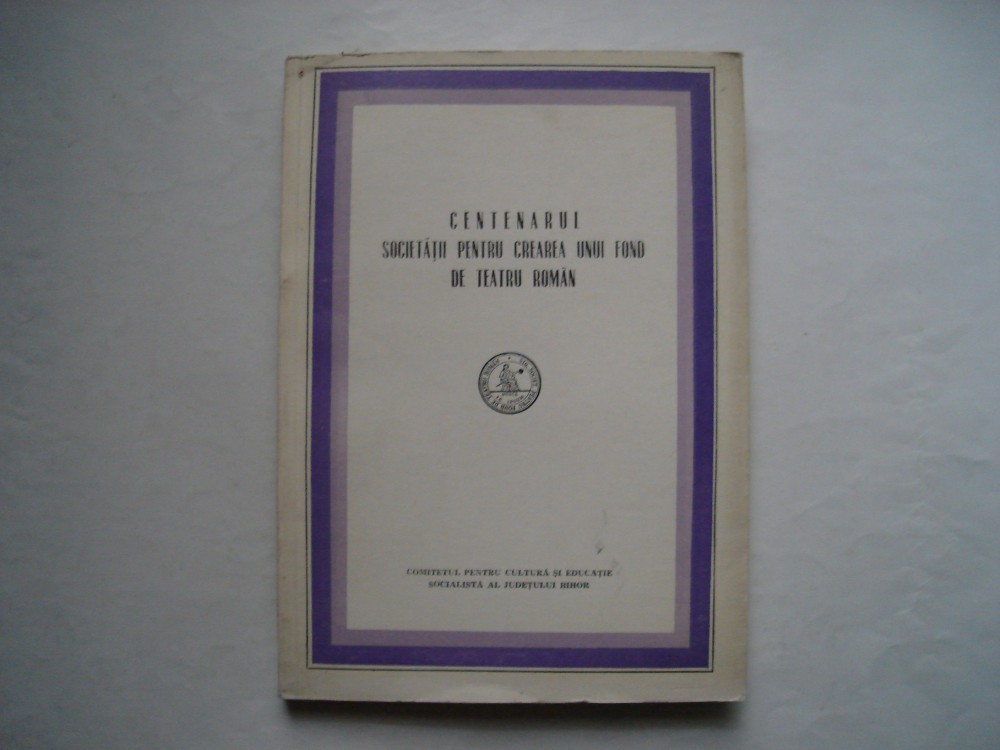 CENTENARUL
SOCIETĂȚII PENTRU CREAREA UNUI FOND
DE TEATRU ROMÂN
COMITETUL PENTRU CULTURĂ ȘI EDUCAȚIE
SOCIALISTĂ AL JUDEȚULUI BIHOR